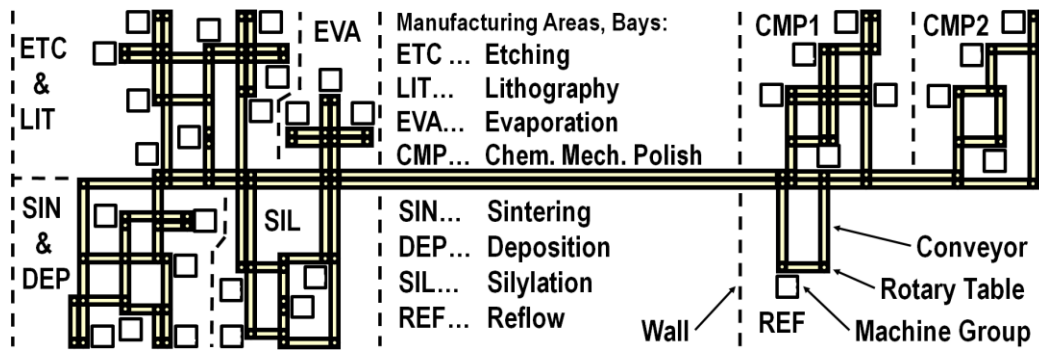 ETC
&
LIT
EVA
Manufacturing Areas, Bays:
ETC ... Etching
LIT... Lithography
EVA... Evaporation
CMP... Chem. Mech. Polish
CMP1
CMP2
SIN
&
DEP
SIL
SIN... Sintering
DEP... Deposition
SIL... Silylation
REF... Reflow
Wall
REF
Conveyor
Rotary Table
Machine Group